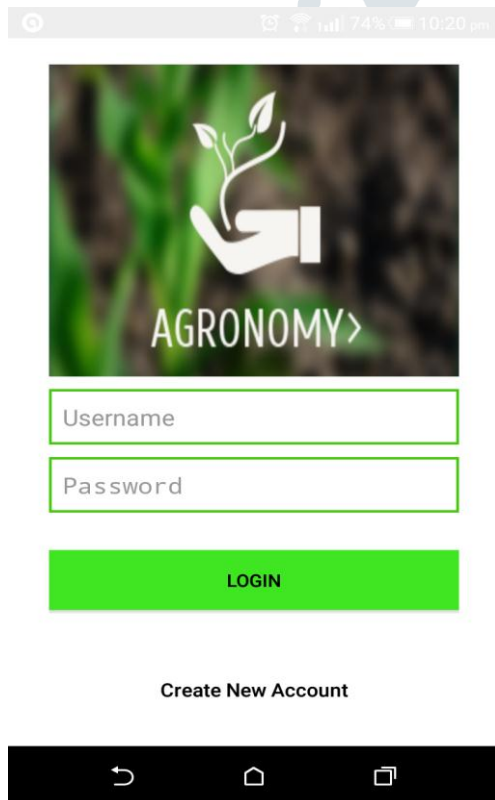 74% 10:20 pm
AGRONOMY>
Username
Password
LOGIN
Create New Account